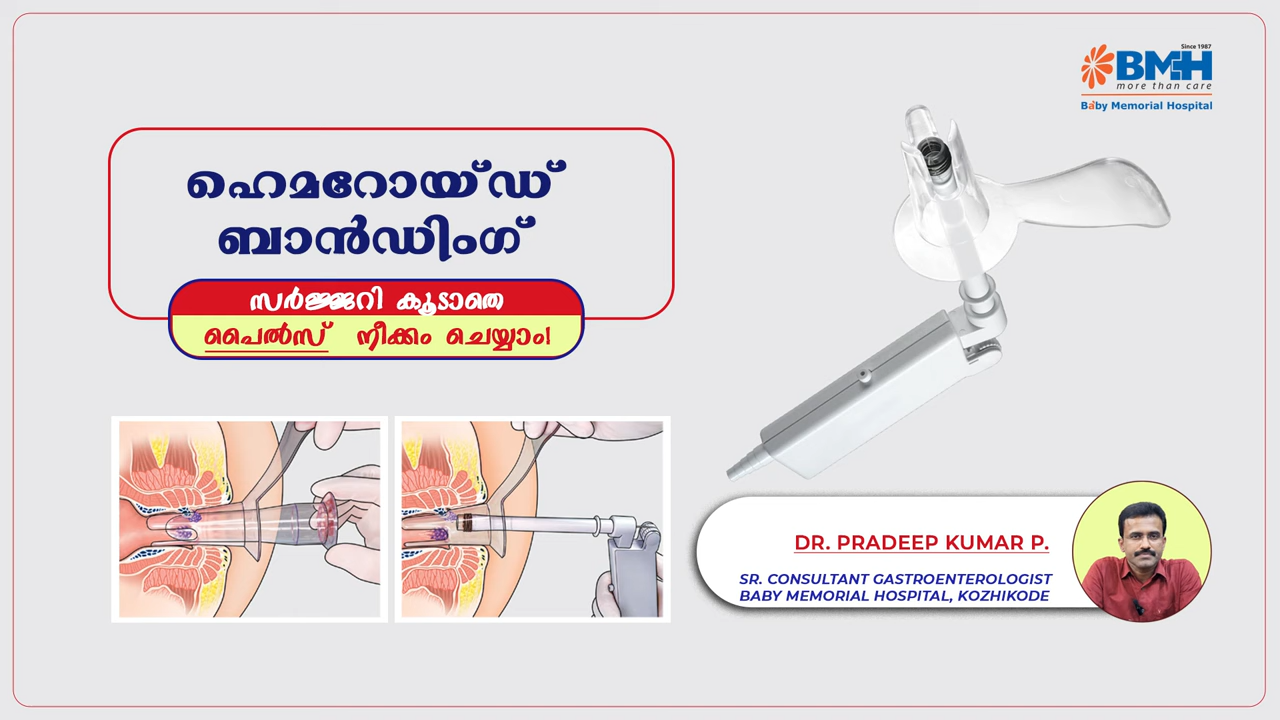 Since 1987
BMH
more than care
Baby Memorial Hospital
ഹെമറോയ്ഡ്
ബാൻഡിംഗ്
സർജ്ജറി കൂടാതെ
പൈൽസ് നീക്കം ചെയ്യാം!
DR. PRADEEP KUMAR P.
SR. CONSULTANT GASTROENTEROLOGIST
BABY MEMORIAL HOSPITAL, KOZHIKODE